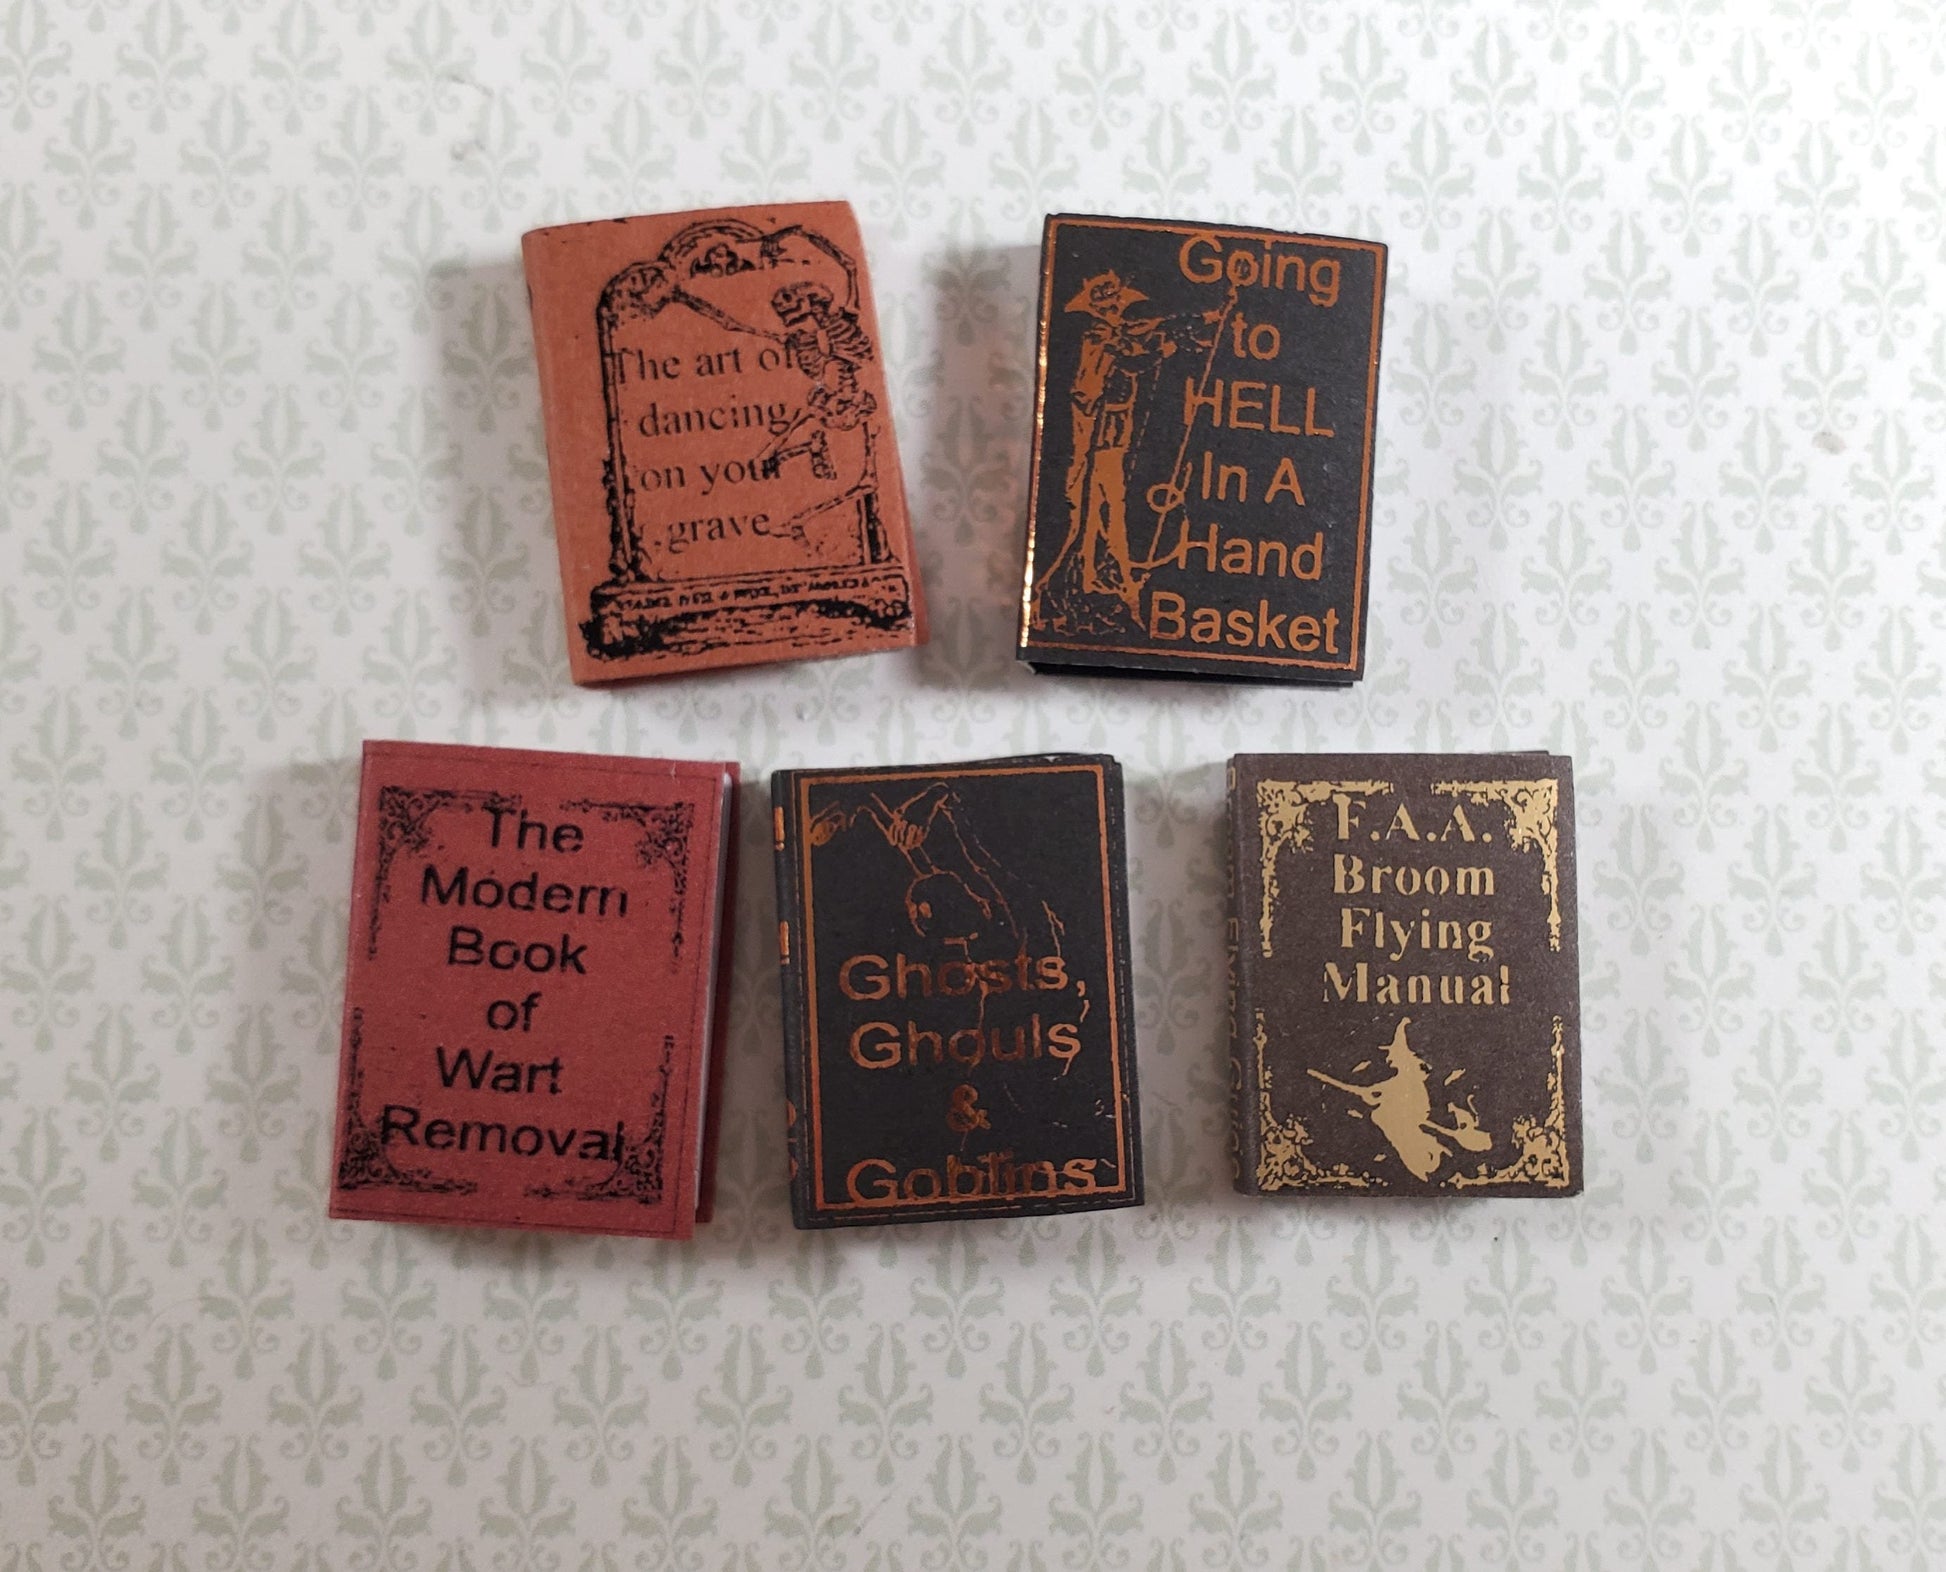 The art of
dancing
on your
grave
Going
to
HELL
In A
Hand
Basket
The
Modern
Book
of
Wart
Removal
Ghosts,
Ghouls
&
Goblins
F.A.A.
Broom
Flying
Manual